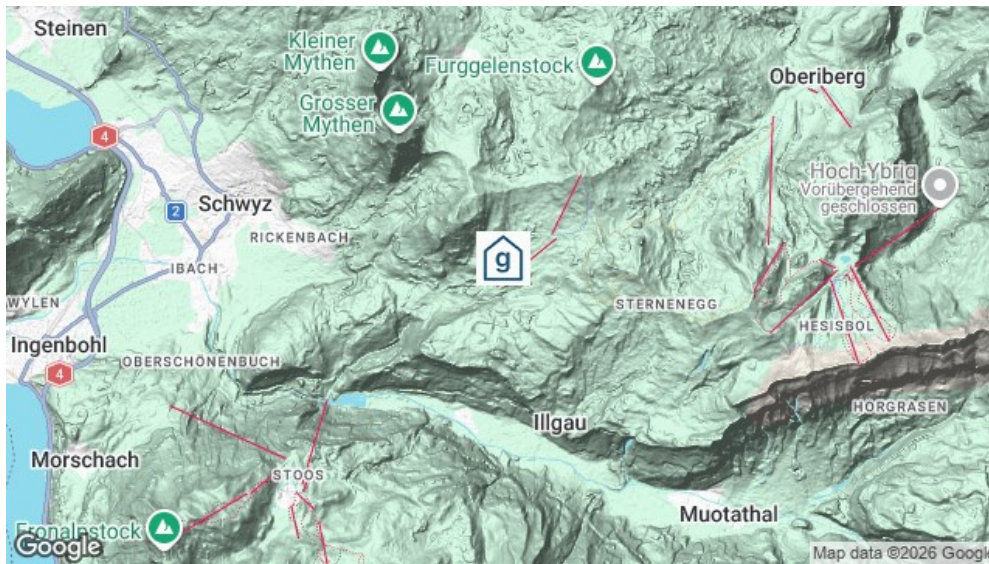 Steinen
Kleiner
Mythen
Furggelenstock
Oberiberg
Grosser
Mythen
4
Hoch-Ybrig
Vorübergehend
geschlossen
2
Schwyz
RICKENBACH
g
IBACH
WYLEN
STERNENEGG
HESISBOL
Ingenbohl
OBERSCHÖNENBUCH
4
HORGRASEN
Illgau
Morschach
STOOS
Muotathal
Fronalpstock
Google
Map data ©2026 Google